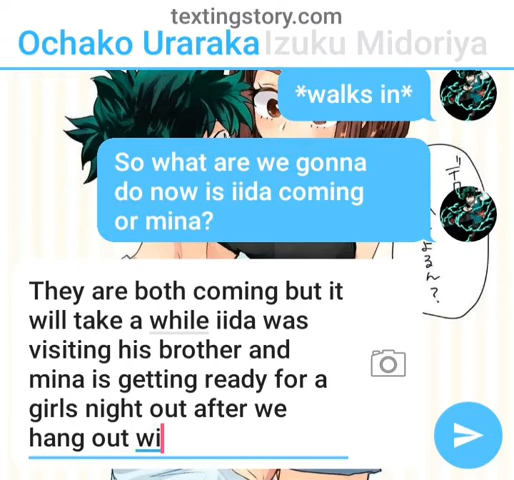 textingstory.com
Ochako Uraraka Izuku Midoriya
*walks in*
So what are we gonna
do now is iida coming
or mina?
They are both coming but it
will take a while iida was
visiting his brother and
mina is getting ready for a
girls night out after we
hang out wi